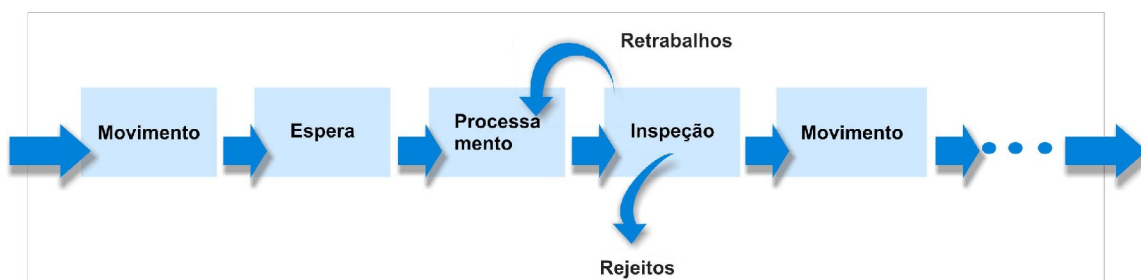 Retrabalhos
Movimento
Espera
Processa
mento
Inspeção
Movimento
Rejeitos